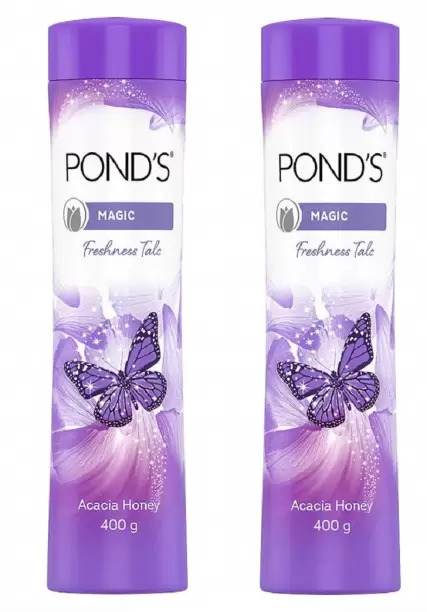 POND'S®
MAGIC
Freshness Talc
Acacia Honey
400 g
POND'S®
MAGIC
Freshness Talc
Acacia Honey
400 g